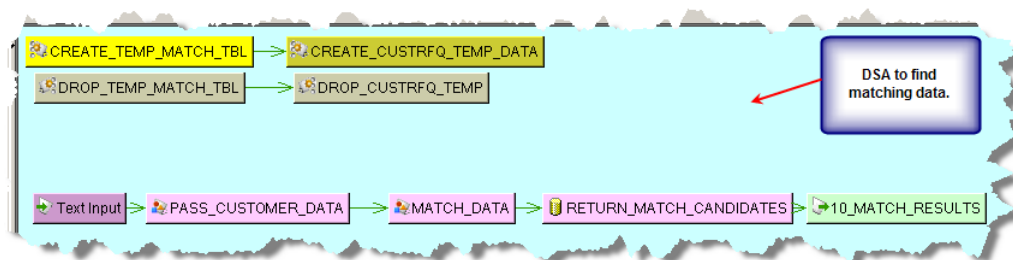 CREATE_TEMP_MATCH_TBL
CREATE_CUSTRFQ_TEMP_DATA
DROP_TEMP_MATCH_TBL
DROP_CUSTRFQ_TEMP
DSA to find
matching data.
Text Input
PASS_CUSTOMER_DATA
MATCH_DATA
RETURN_MATCH_CANDIDATES
10_MATCH_RESULTS